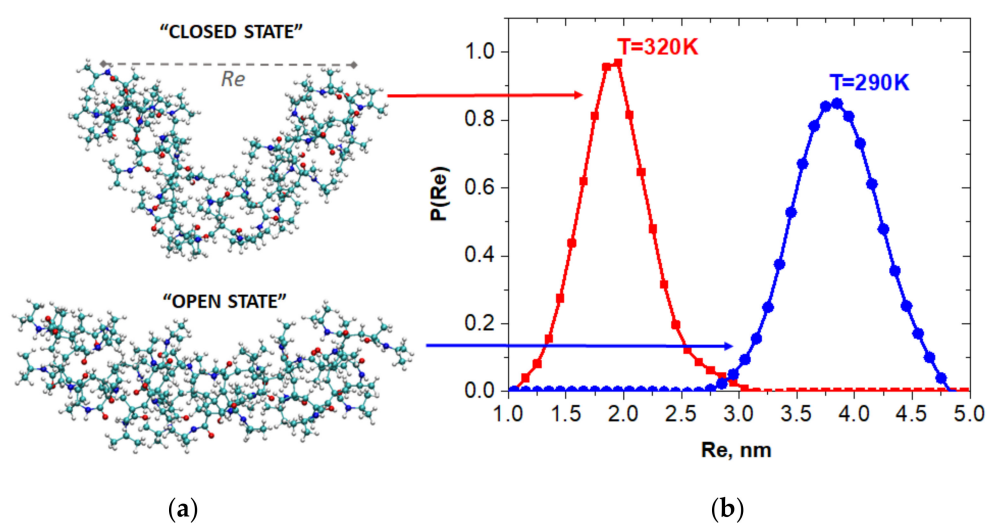 “CLOSED STATE”
Re
“OPEN STATE”
(a)
T=320K
T=290K
P(Re)
1.0
0.8
0.6
0.4
0.2
0.0
1.0 1.5 2.0 2.5 3.0 3.5 4.0 4.5 5.0
Re, nm
(b)